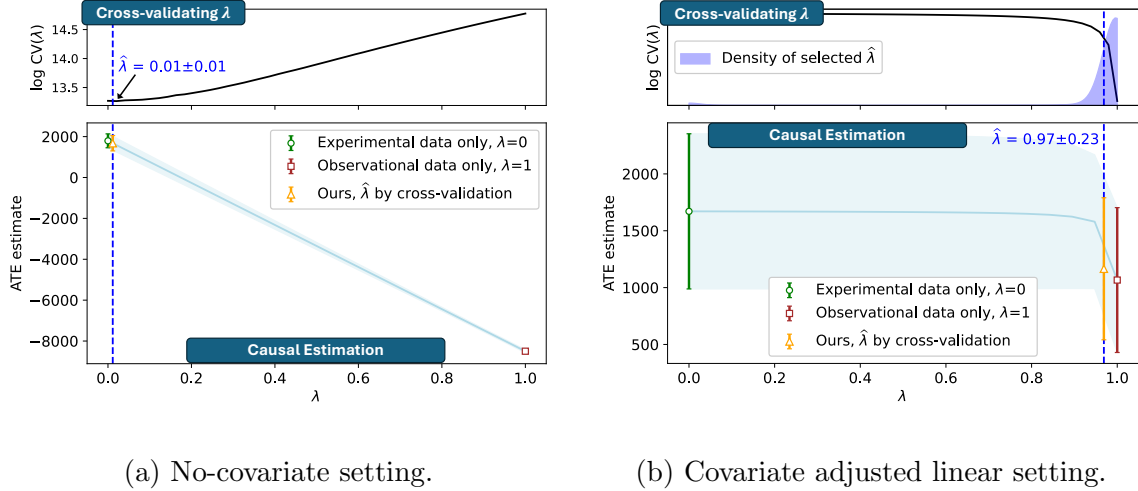 Cross-validating λ
log CV(λ)
14.5
14.0
13.5
λ̂ = 0.01±0.01
ATE estimate
2000
0
−2000
−4000
−6000
−8000
Experimental data only, λ=0
Observational data only, λ=1
Ours, λ̂ by cross-validation
Causal Estimation
0.0 0.2 0.4 0.6 0.8 1.0
λ
(a) No-covariate setting.
Cross-validating λ
log CV(λ)
Density of selected λ̂
Causal Estimation
λ̂ = 0.97±0.23
ATE estimate
2000
1500
1000
500
Experimental data only, λ=0
Observational data only, λ=1
Ours, λ̂ by cross-validation
0.0 0.2 0.4 0.6 0.8 1.0
λ
(b) Covariate adjusted linear setting.